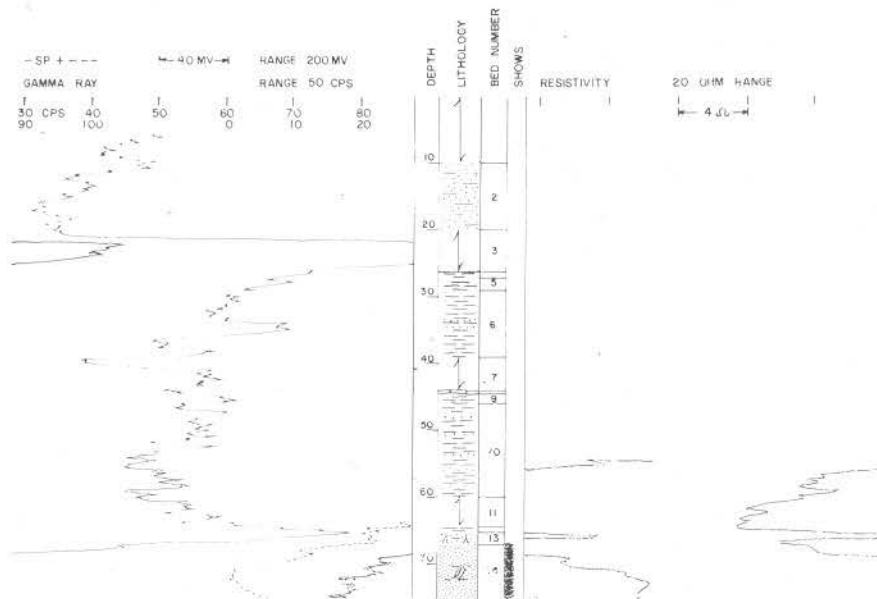 - SP + - - -
40 MV
RANGE 200 MV
GAMMA RAY
RANGE 50 CPS
30 CPS 40 50 60 70 80
90 100 0 10 20
DEPTH
LITHOLOGY
BED NUMBER
SHOWS
RESISTIVITY
20 OHM RANGE
4 Ω
10
2
20
3
5
30
6
40
7
9
50
10
60
11
13
70